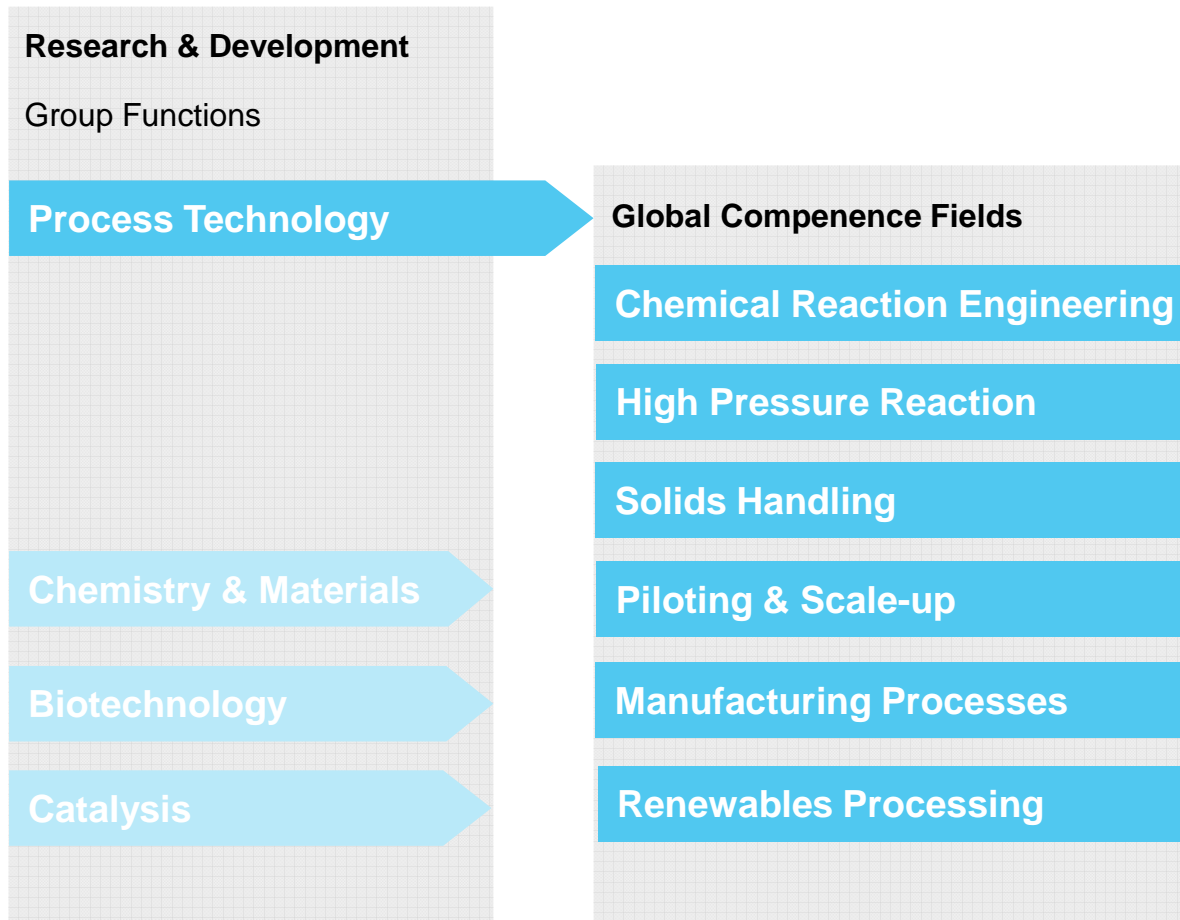 Research & Development
Group Functions
Process Technology
Chemistry & Materials
Biotechnology
Catalysis
Global Compenence Fields
Chemical Reaction Engineering
High Pressure Reaction
Solids Handling
Piloting & Scale-up
Manufacturing Processes
Renewables Processing